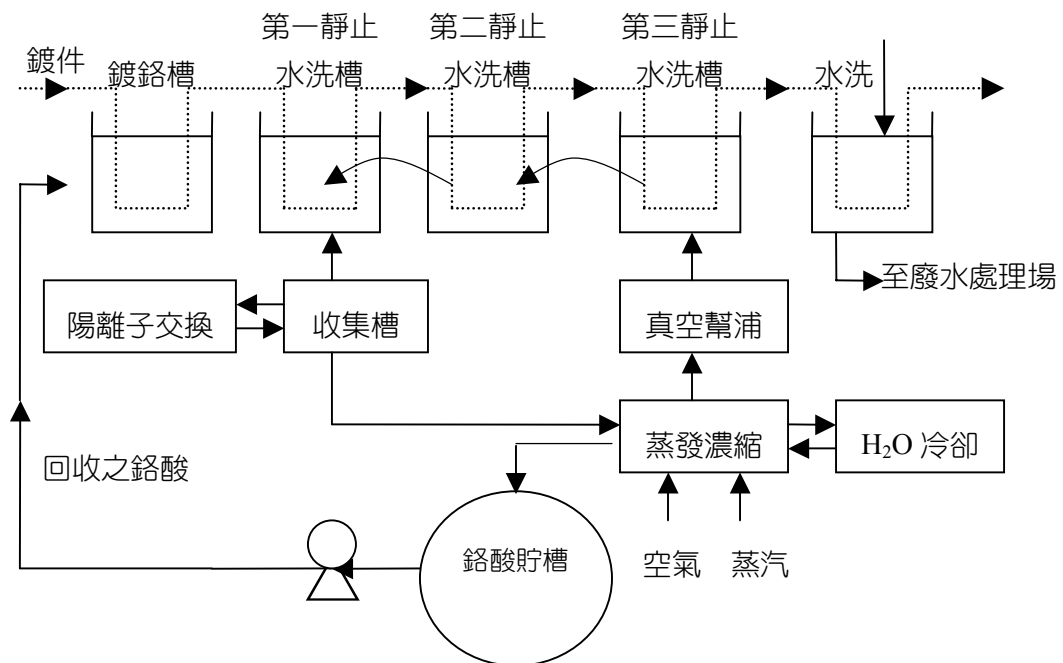 第一靜止
第二靜止
第三靜止
鍍件
鍍鉻槽
水洗槽
水洗槽
水洗槽
水洗
至廢水處理場
陽離子交換
收集槽
真空幫浦
蒸發濃縮
H₂O 冷卻
回收之鉻酸
鉻酸貯槽
空氣
蒸汽